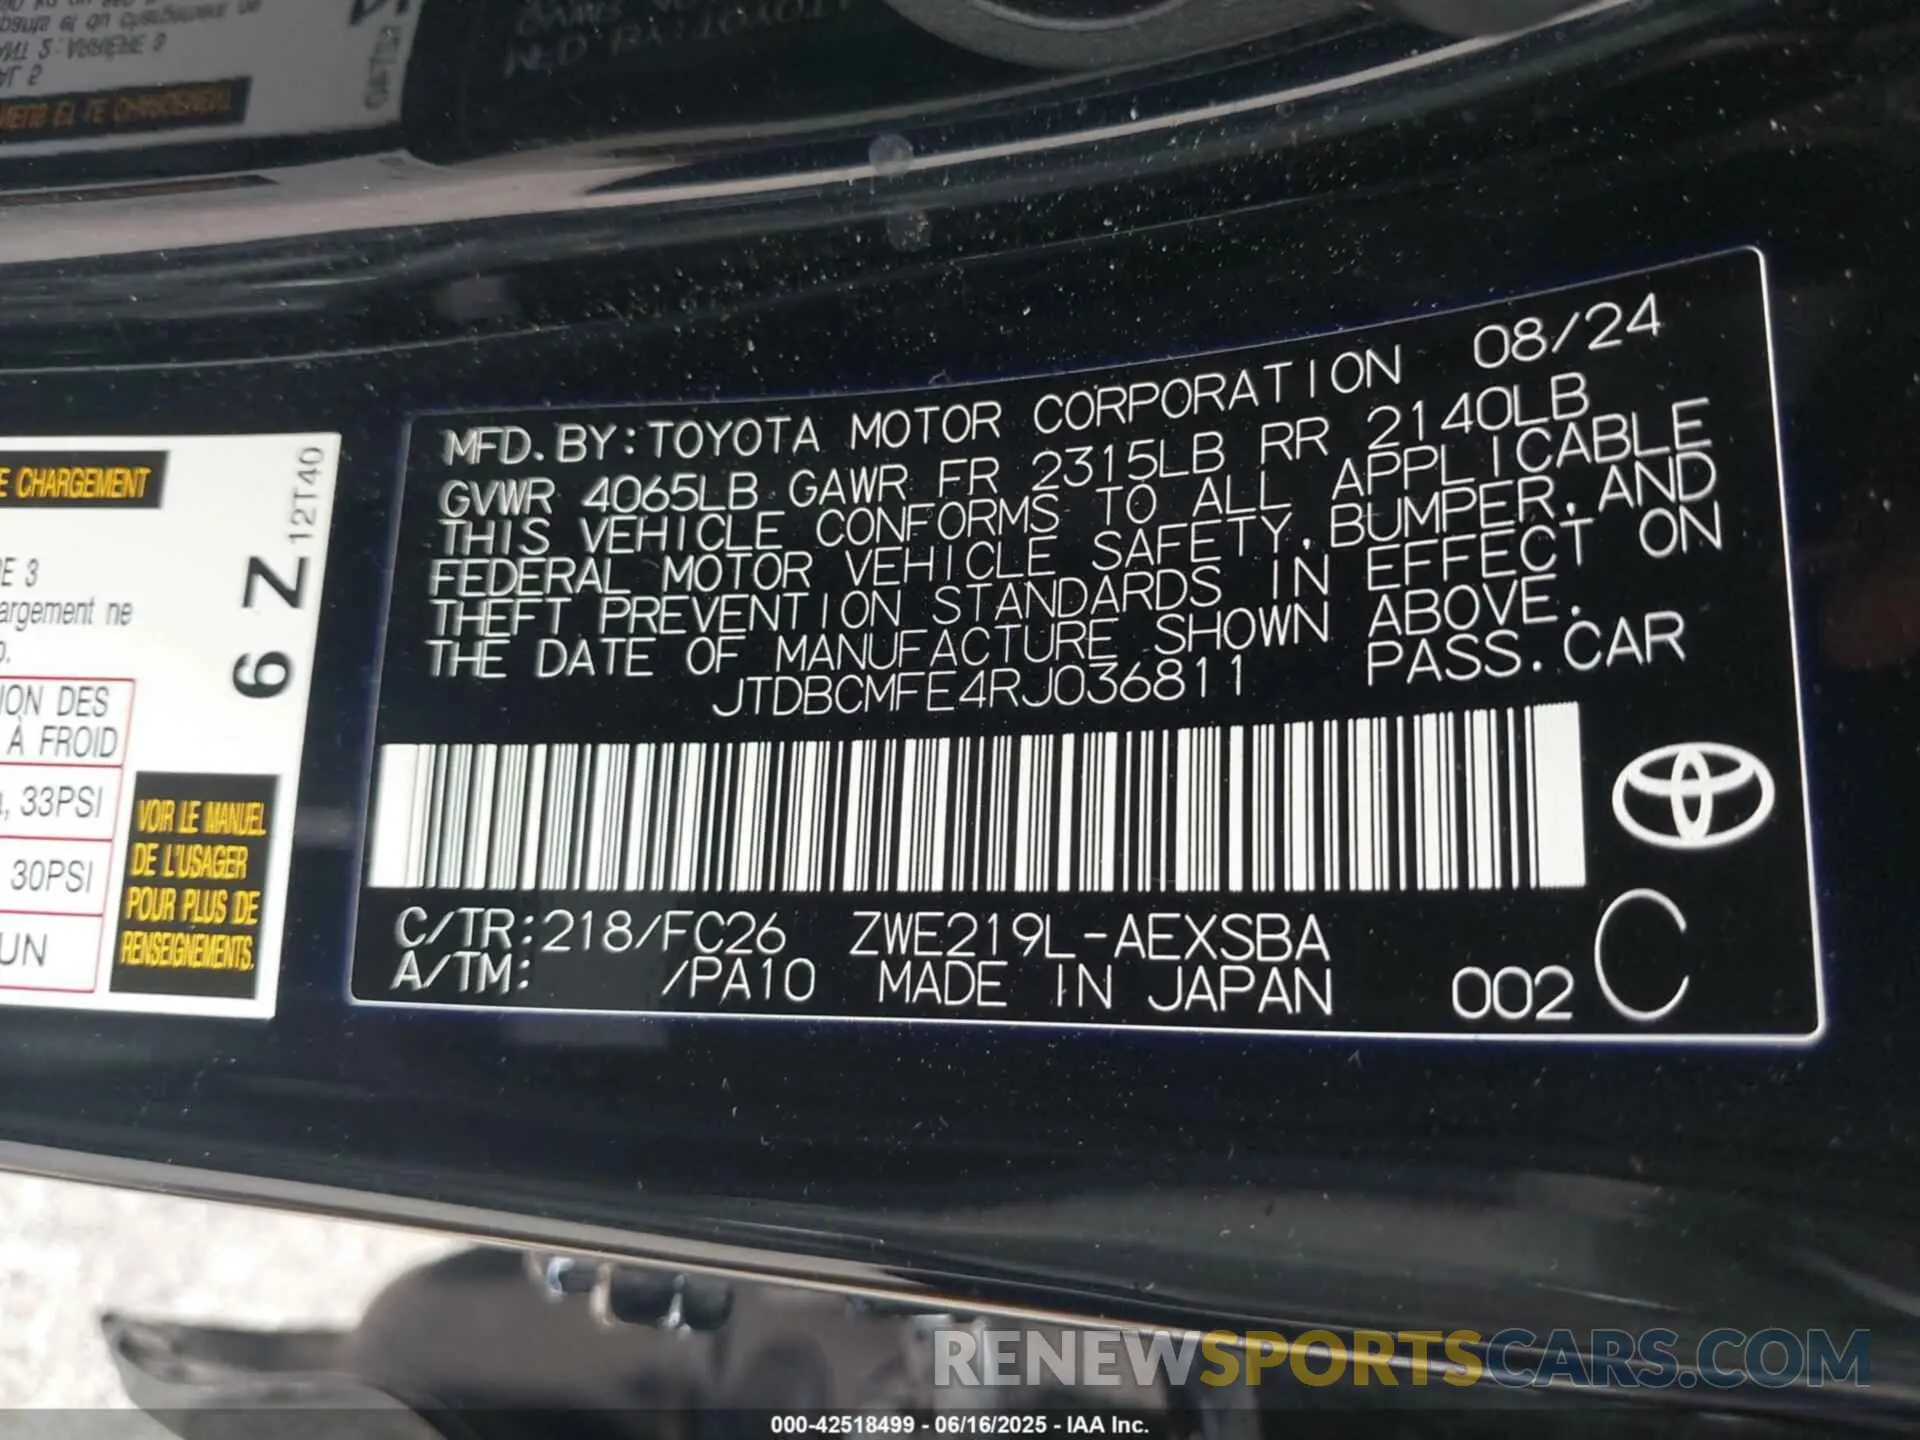 E CHARGEMENT
12T40
6 Z
E 3
argement ne
ION DES
À FROID
33PSI
30PSI
UN
VOIR LE MANUEL
DE L'USAGER
POUR PLUS DE
RENSEIGNEMENTS.
MFD. BY: TOYOTA MOTOR CORPORATION 08/24
GVWR 4065LB GAWR FR 2315LB RR 2140LB
THIS VEHICLE CONFORMS TO ALL APPLICABLE
FEDERAL MOTOR VEHICLE SAFETY, BUMPER, AND
THEFT PREVENTION STANDARDS IN EFFECT ON
THE DATE OF MANUFACTURE SHOWN ABOVE.
JTDBCMFE4RJ036811 PASS. CAR
C/TR: 218/FC26 ZWE219L-AEXSBA
A/TM: /PA10 MADE IN JAPAN 002 C
RENEWSPORTSCARS.COM
000-42518499 - 06/16/2025 - IAA Inc.